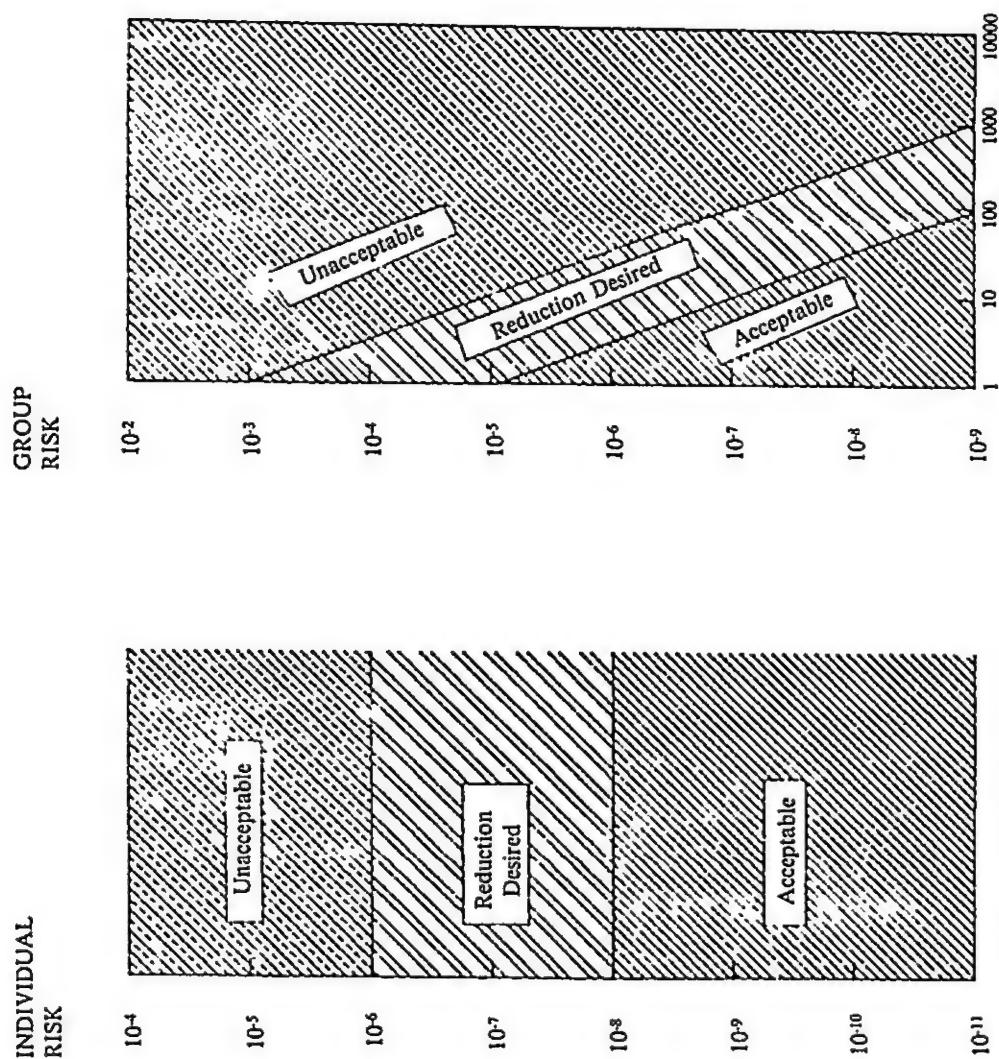 INDIVIDUAL
RISK
10-4
10-5
10-6
10-7
10-8
10-9
10-10
10-11
Unacceptable
Reduction
Desired
Acceptable
GROUP
RISK
10-2
10-3
10-4
10-5
10-6
10-7
10-8
10-9
Unacceptable
Reduction Desired
Acceptable
1
10
100
1000
10000